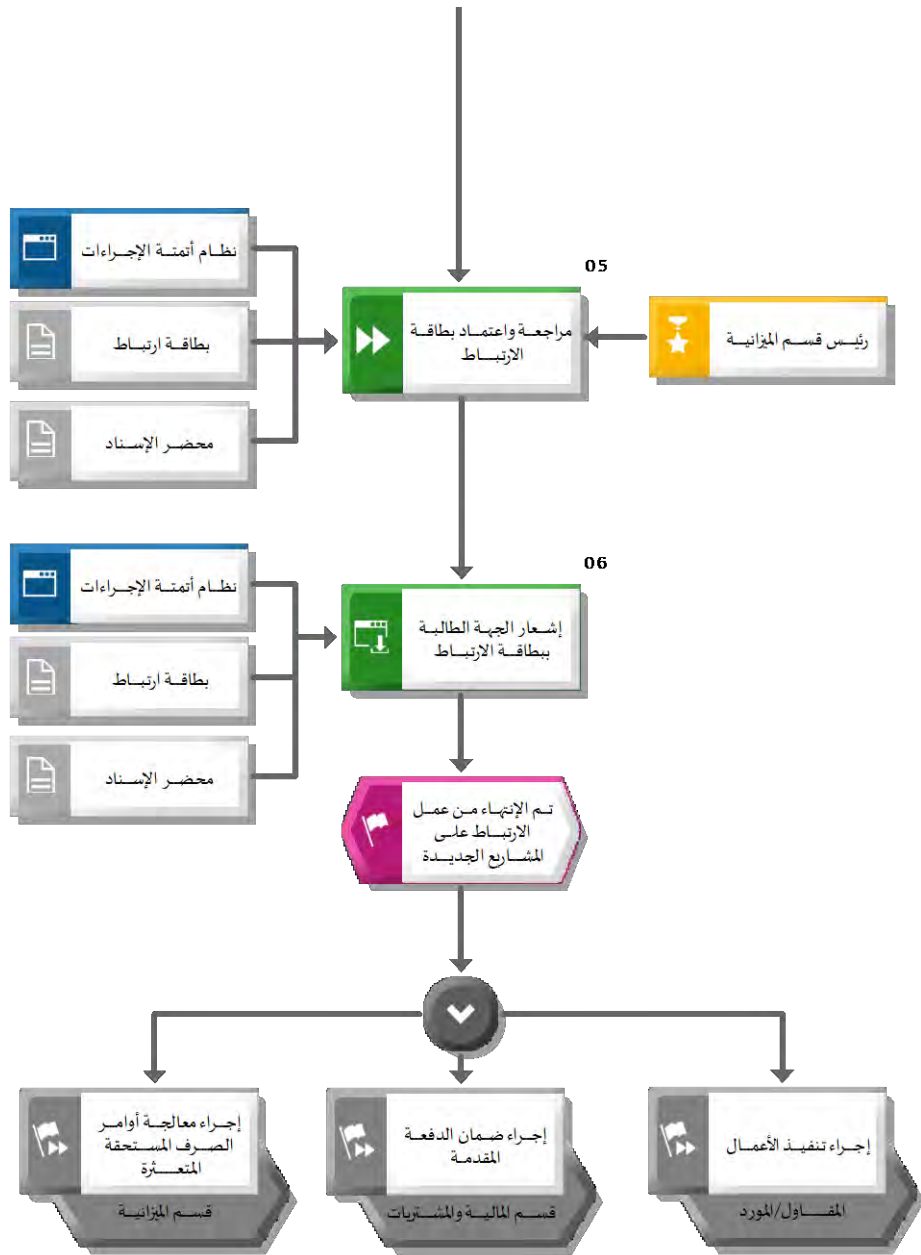 05
نظام أتمتة الإجراءات
بطاقة ارتباط
محضر الإسناد
مراجعة واعتماد بطاقة
الارتباط
رئيس قسم الميزانية
06
نظام أتمتة الإجراءات
بطاقة ارتباط
محضر الإسناد
إشعار الجهة الطالبة
ببطاقة الارتباط
تم الإنتهاء من عمل
الارتباط على
المشاريع الجديدة
إجراء تنفيذ الأعمال
المقاول/المورد
إجراء ضمان الدفعة
المقدمة
قسم المالية والمشتريات
إجراء معالجة أوامر
الصرف المستحقة
المتعثرة
قسم الميزانية